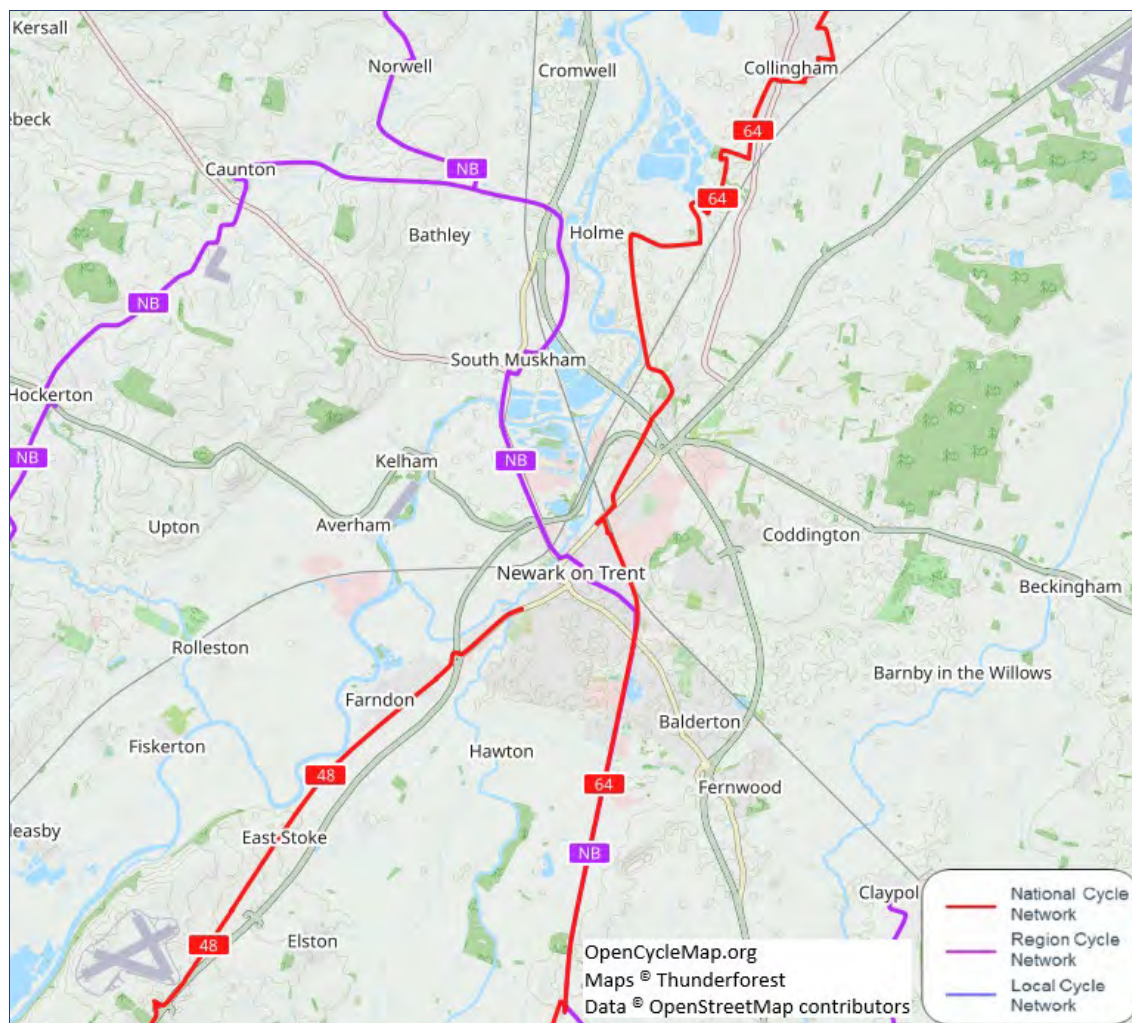 Kersall
Norwell
Cromwell
Collingham
ebeck
64
Caunton
NB
64
Bathley
Holme
NB
South Muskham
Hockerton
NB
Kelham
NB
Upton
Averham
Coddington
Newark on Trent
Beckingham
Rolleston
Barnby in the Willows
Farndon
Balderton
Fiskerton
Hawton
48
64
Fernwood
leasby
East Stoke
NB
Claypol
48
Elston
National Cycle
Network
Region Cycle
Network
Local Cycle
Network
OpenCycleMap.org
Maps © Thunderforest
Data © OpenStreetMap contributors